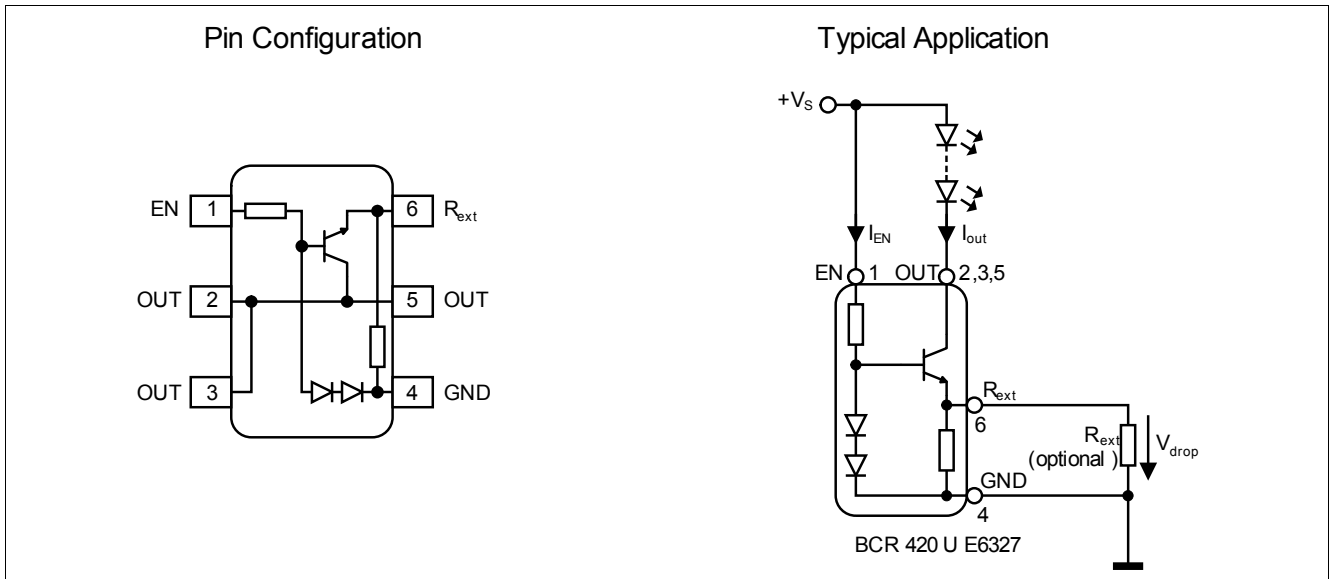 Pin Configuration
EN 1
6 Rext
OUT 2
5 OUT
OUT 3
4 GND
Typical Application
+VS
IEN
Iout
EN 1 OUT 2,3,5
Rext
6
Rext
(optional )
Vdrop
GND
4
BCR 420 U E6327